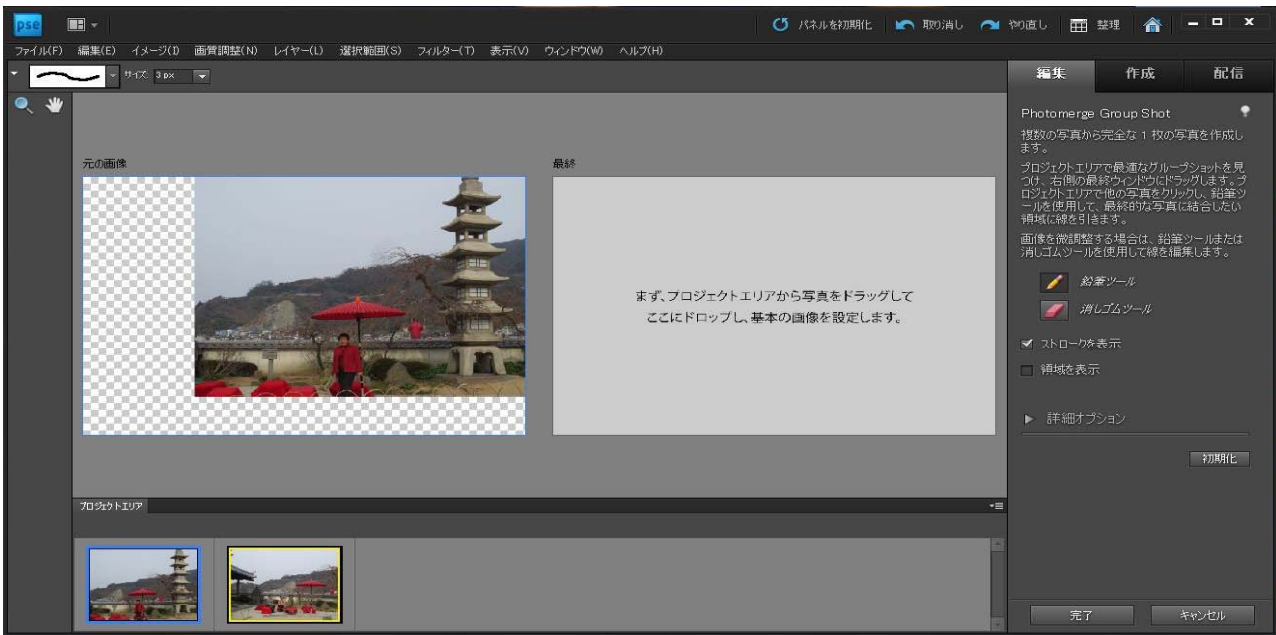 pse
パネルを初期化 取消し やり直し 整理
ファイル(F) 編集(E) イメージ(I) 画質調整(N) レイヤー(L) 選択範囲(S) フィルター(T) 表示(V) ウィンドウ(W) ヘルプ(H)
サイズ: 3 px
編集 作成 配信
元の画像
最終
まず、プロジェクトエリアから写真をドラッグして
ここにドロップし、基本の画像を設定します。
プロジェクトエリア
Photomerge Group Shot
複数の写真から完全な 1 枚の写真を作成し
ます。
プロジェクトエリアで最適なグループショットを見
つけ、右側の最終ウィンドウにドラッグします。プ
ロジェクトエリアで他の写真をクリックし、鉛筆ツ
ールを使用して、最終的な写真に結合したい
領域に線を引きます。
画像を微調整する場合は、鉛筆ツールまたは
消しゴムツールを使用して線を編集します。
鉛筆ツール
消しゴムツール
ストロークを表示
領域を表示
詳細オプション
初期化
完了 キャンセル